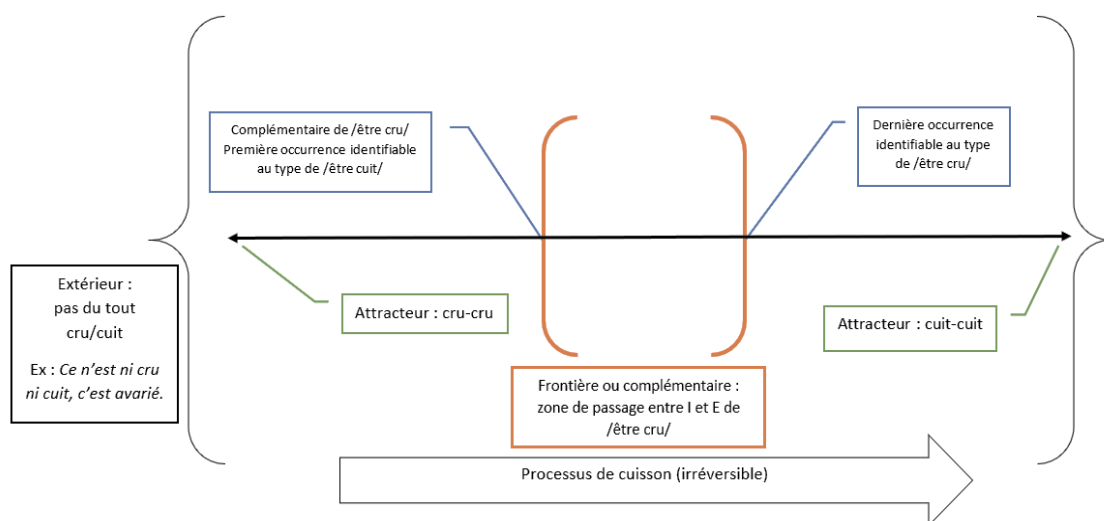 Complémentaire de /être cru/
Première occurrence identifiable
au type de /être cuit/
Dernière occurrence
identifiable au type
de /être cru/
Extérieur :
pas du tout
cru/cuit
Ex : Ce n’est ni cru
ni cuit, c’est avarié.
Attracteur : cru-cru
Attracteur : cuit-cuit
Frontière ou complémentaire :
zone de passage entre I et E de
/être cru/
Processus de cuisson (irréversible)